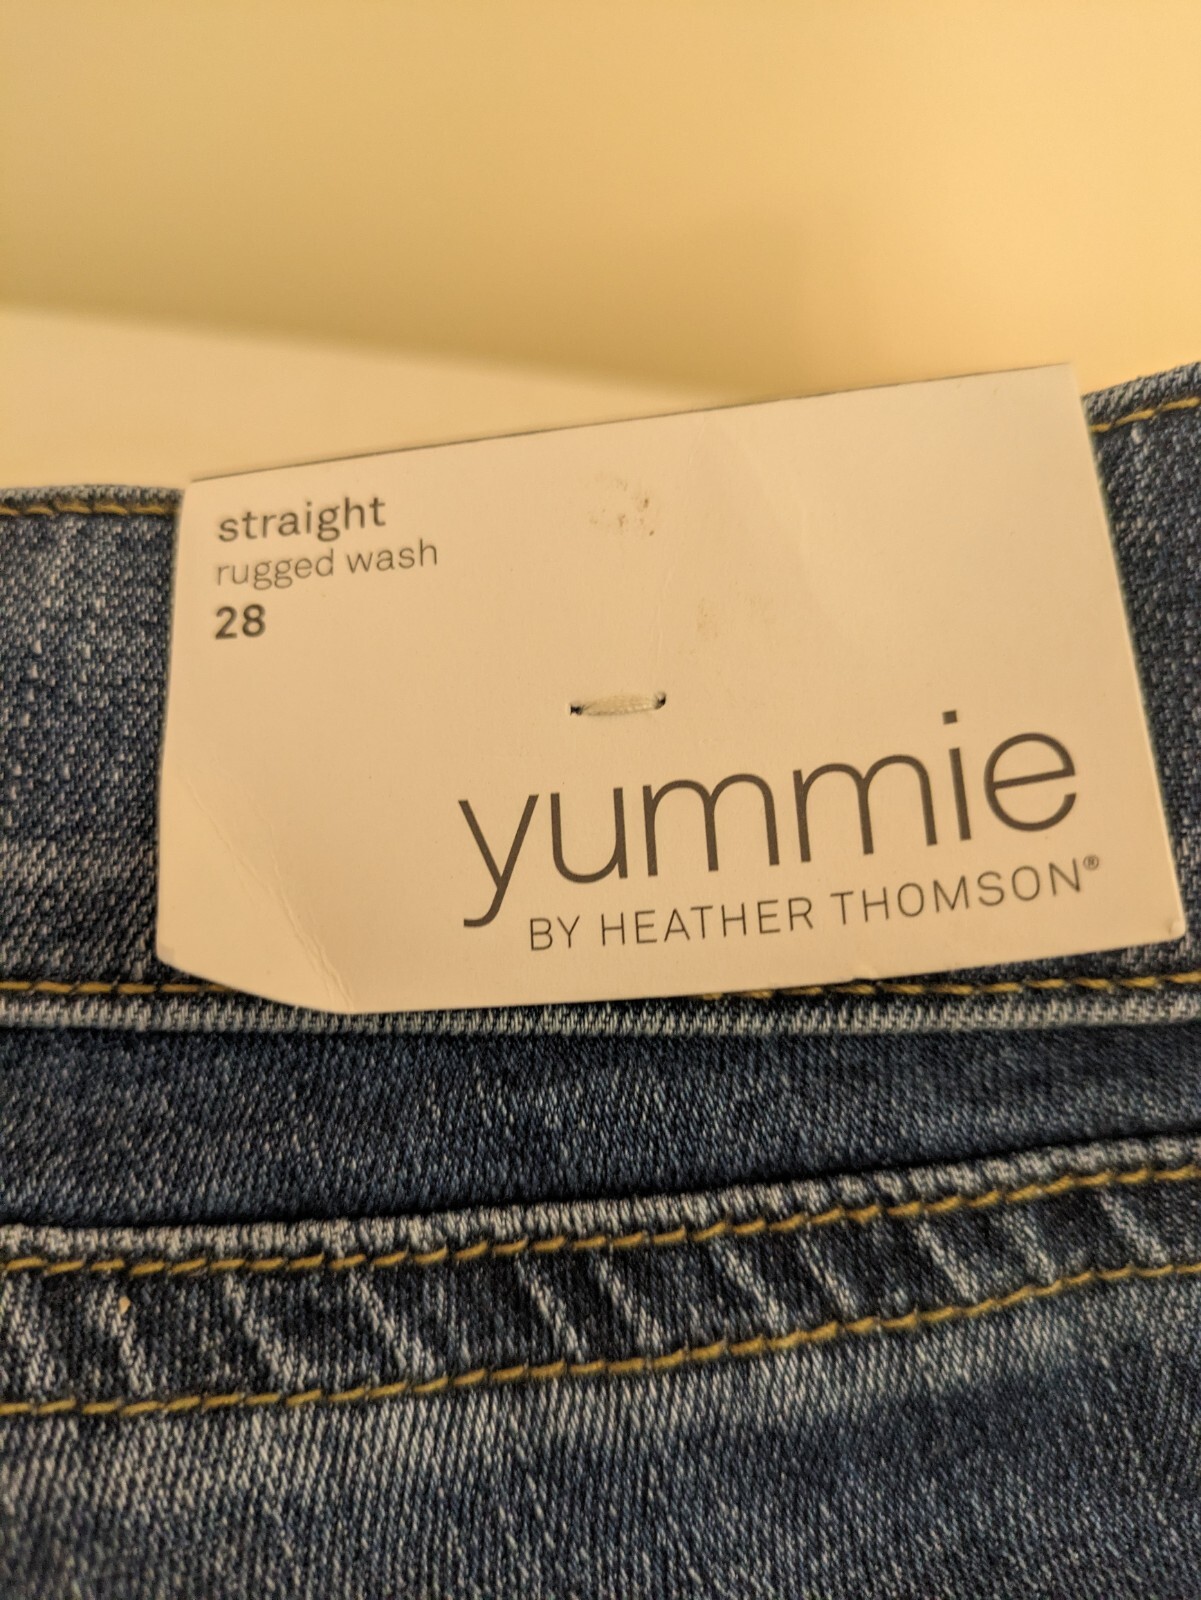 straight
rugged wash
28
yummie
BY HEATHER THOMSON®